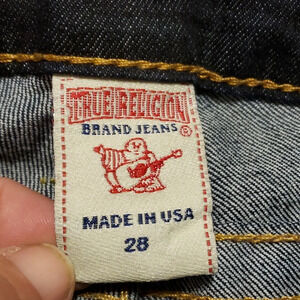 TRUE RELIGION
BRAND JEANS®
MADE IN USA
28